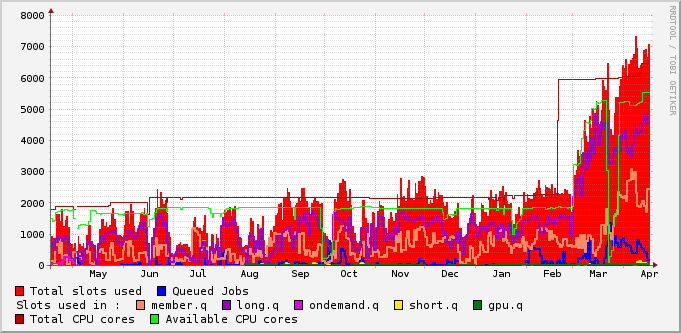 8000
7000
6000
5000
4000
3000
2000
1000
0
May Jun Jul Aug Sep Oct Nov Dec Jan Feb Mar Apr
RRDTOOL / TOBI OETIKER
Total slots used Queued Jobs
Slots used in : member.q long.q ondemand.q short.q gpu.q
Total CPU cores Available CPU cores